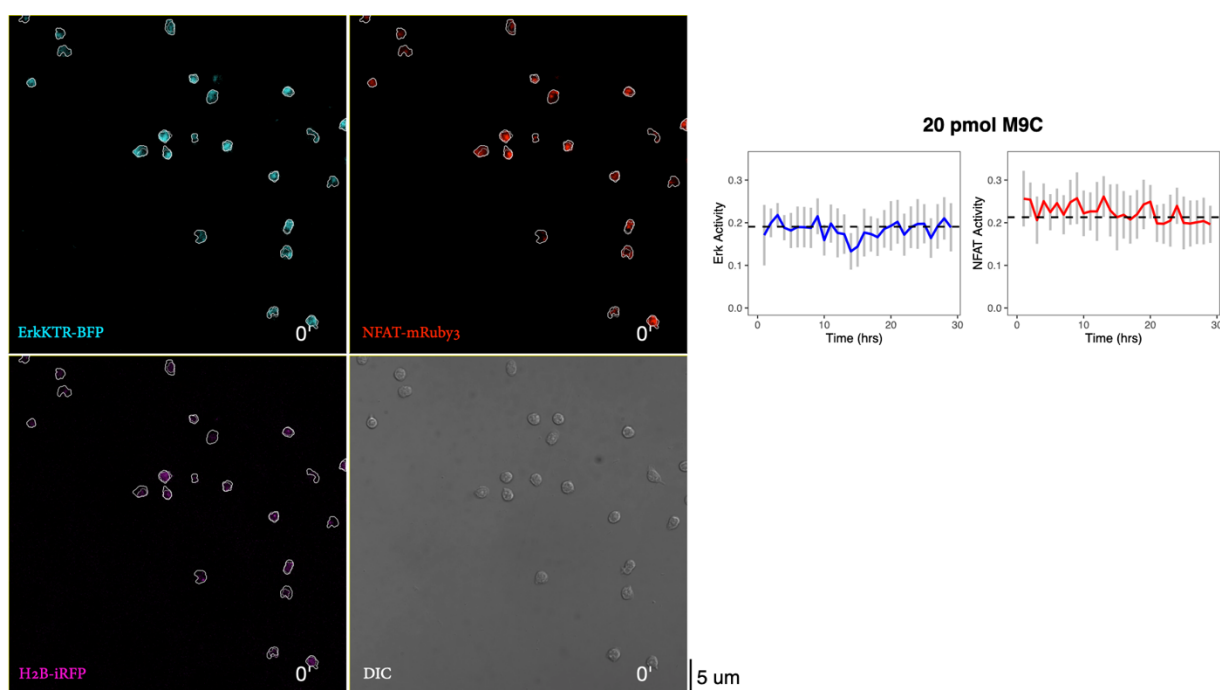 ErkKTR-BFP
0'
NFAT-mRuby3
0'
H2B-iRFP
0'
DIC
0'
5 um
20 pmol M9C
Erk Activity
0.3
0.2
0.1
0.0
0
10
20
30
Time (hrs)
NFAT Activity
0.3
0.2
0.1
0.0
0
10
20
30
Time (hrs)